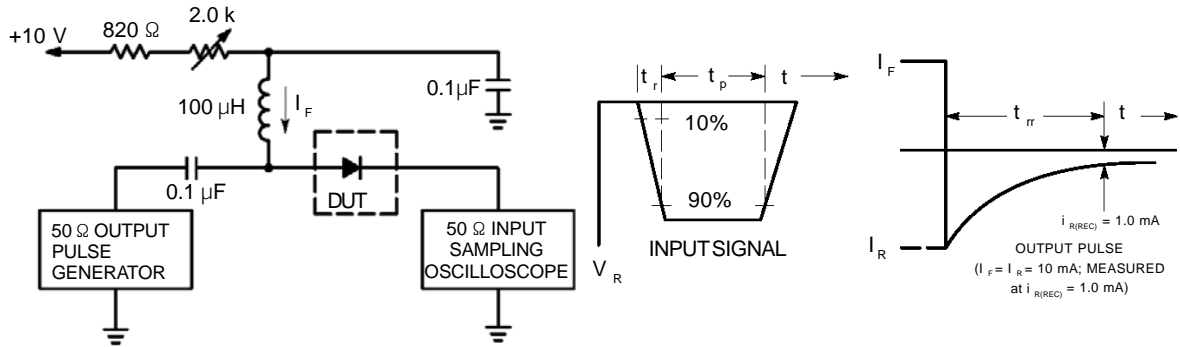 +10 V
820 Ω
2.0 k
100 µH
I F
0.1µF
0.1 µF
DUT
50 Ω OUTPUT
PULSE
GENERATOR
50 Ω INPUT
SAMPLING
OSCILLOSCOPE
t r
t p
t
10%
90%
V R
INPUT SIGNAL
I F
t rr
t
I R
i R(REC) = 1.0 mA
OUTPUT PULSE
(I F = I R = 10 mA; MEASURED
at i R(REC) = 1.0 mA)